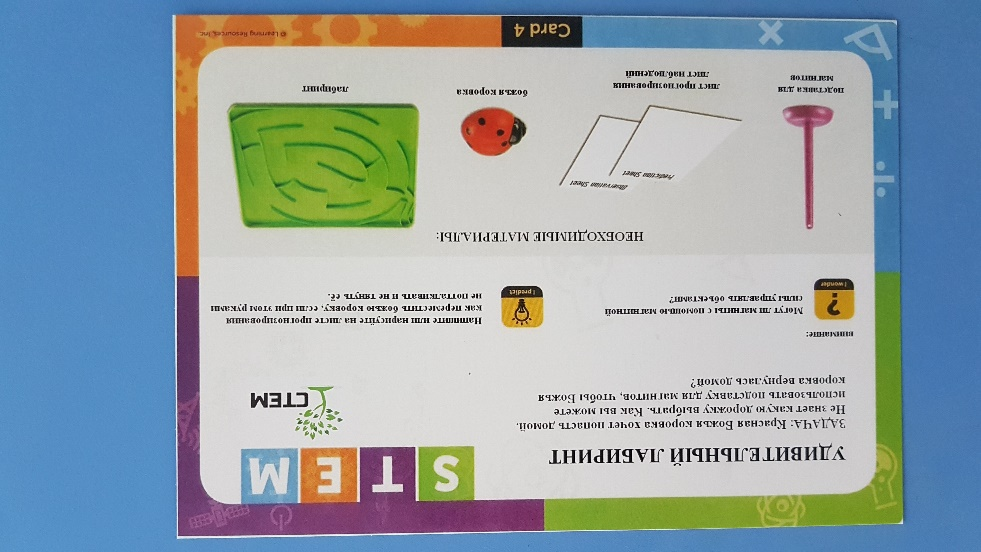 УДИВИТЕЛЬНЫЙ ЛАБИРИНТ
STEM
ЗАДАЧА: Красная Божья коровка хочет попасть домой.
Не знает какую дорожку выбрать. Как вы можете
использовать подставку для магнитов, чтобы Божья
коровка вернулась домой?
СТЕМ
внимание:
I wonder
Могут ли магниты с помощью магнитной
силы управлять объектами?
I predict
Напишите или нарисуйте на листе прогнозирования
как переместить божью коровку, если при этом руками
не подталкивать и не тянуть её.
НЕОБХОДИМЫЕ МАТЕРИАЛЫ:
Prediction Sheet
Observation Sheet
подставка для
магнитов
лист прогнозирования
лист наблюдений
божья коровка
лабиринт
Card 4
© Learning Resources, Inc.